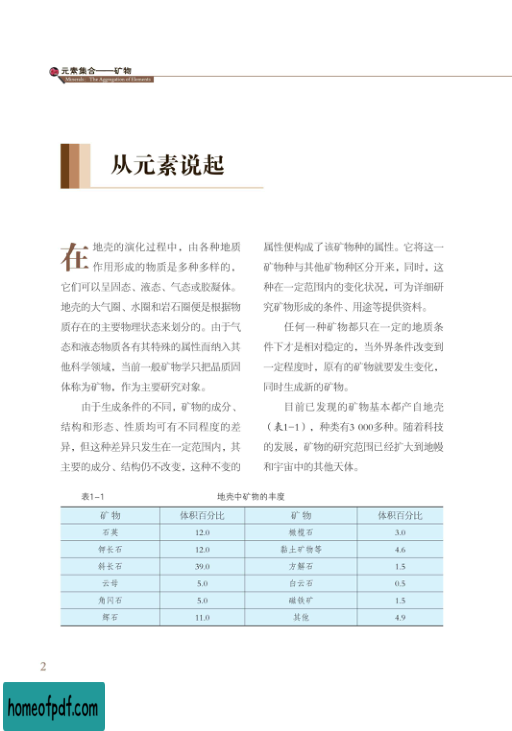 元素集合——矿物
Minerals: The Aggregation of Elements
从元素说起
在地壳的演化过程中，由各种地质
作用形成的物质是多种多样的，
它们可以呈固态、液态、气态或胶凝体。
地壳的大气圈、水圈和岩石圈便是根据物
质存在的主要物理状态来划分的。由于气
态和液态物质各有其特殊的属性而纳入其
他科学领域，当前一般矿物学只把晶质固
体称为矿物，作为主要研究对象。
由于生成条件的不同，矿物的成分、
结构和形态、性质均可有不同程度的差
异，但这种差异只发生在一定范围内，其
主要的成分、结构仍不改变，这种不变的
属性便构成了该矿物种的属性。它将这一
矿物种与其他矿物种区分开来，同时，这
种在一定范围内的变化状况，可为详细研
究矿物形成的条件、用途等提供资料。
任何一种矿物都只在一定的地质条
件下才是相对稳定的，当外界条件改变到
一定程度时，原有的矿物就要发生变化，
同时生成新的矿物。
目前已发现的矿物基本都产自地壳
（表1-1），种类有3 000多种。随着科技
的发展，矿物的研究范围已经扩大到地幔
和宇宙中的其他天体。
表1-1 地壳中矿物的丰度
矿 物 体积百分比 矿 物 体积百分比
石英 12.0 橄榄石 3.0
钾长石 12.0 黏土矿物等 4.6
斜长石 39.0 方解石 1.5
云母 5.0 白云石 0.5
角闪石 5.0 磁铁矿 1.5
辉石 11.0 其他 4.9
2
homeofpdf.com